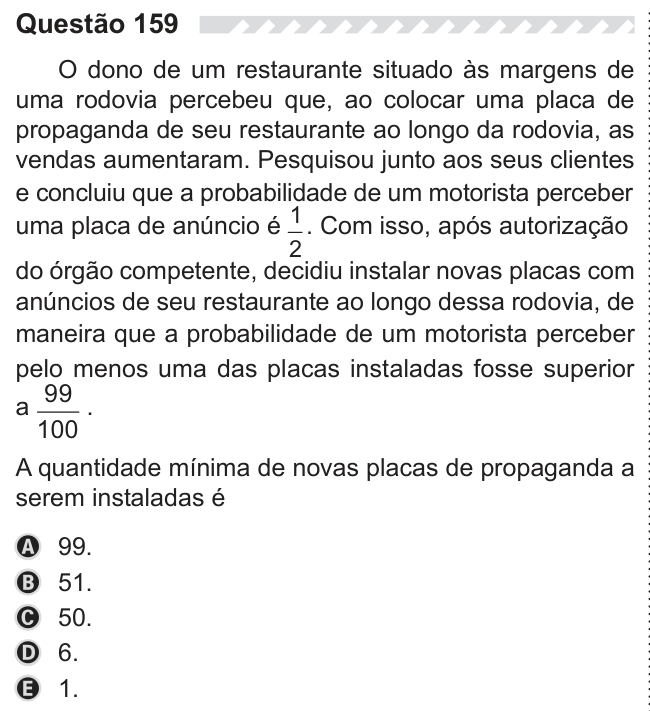 Questão 159
O dono de um restaurante situado às margens de
uma rodovia percebeu que, ao colocar uma placa de
propaganda de seu restaurante ao longo da rodovia, as
vendas aumentaram. Pesquisou junto aos seus clientes
e concluiu que a probabilidade de um motorista perceber
uma placa de anúncio é 1/2. Com isso, após autorização
do órgão competente, decidiu instalar novas placas com
anúncios de seu restaurante ao longo dessa rodovia, de
maneira que a probabilidade de um motorista perceber
pelo menos uma das placas instaladas fosse superior
a 99/100.
A quantidade mínima de novas placas de propaganda a
serem instaladas é
A 99.
B 51.
C 50.
D 6.
E 1.